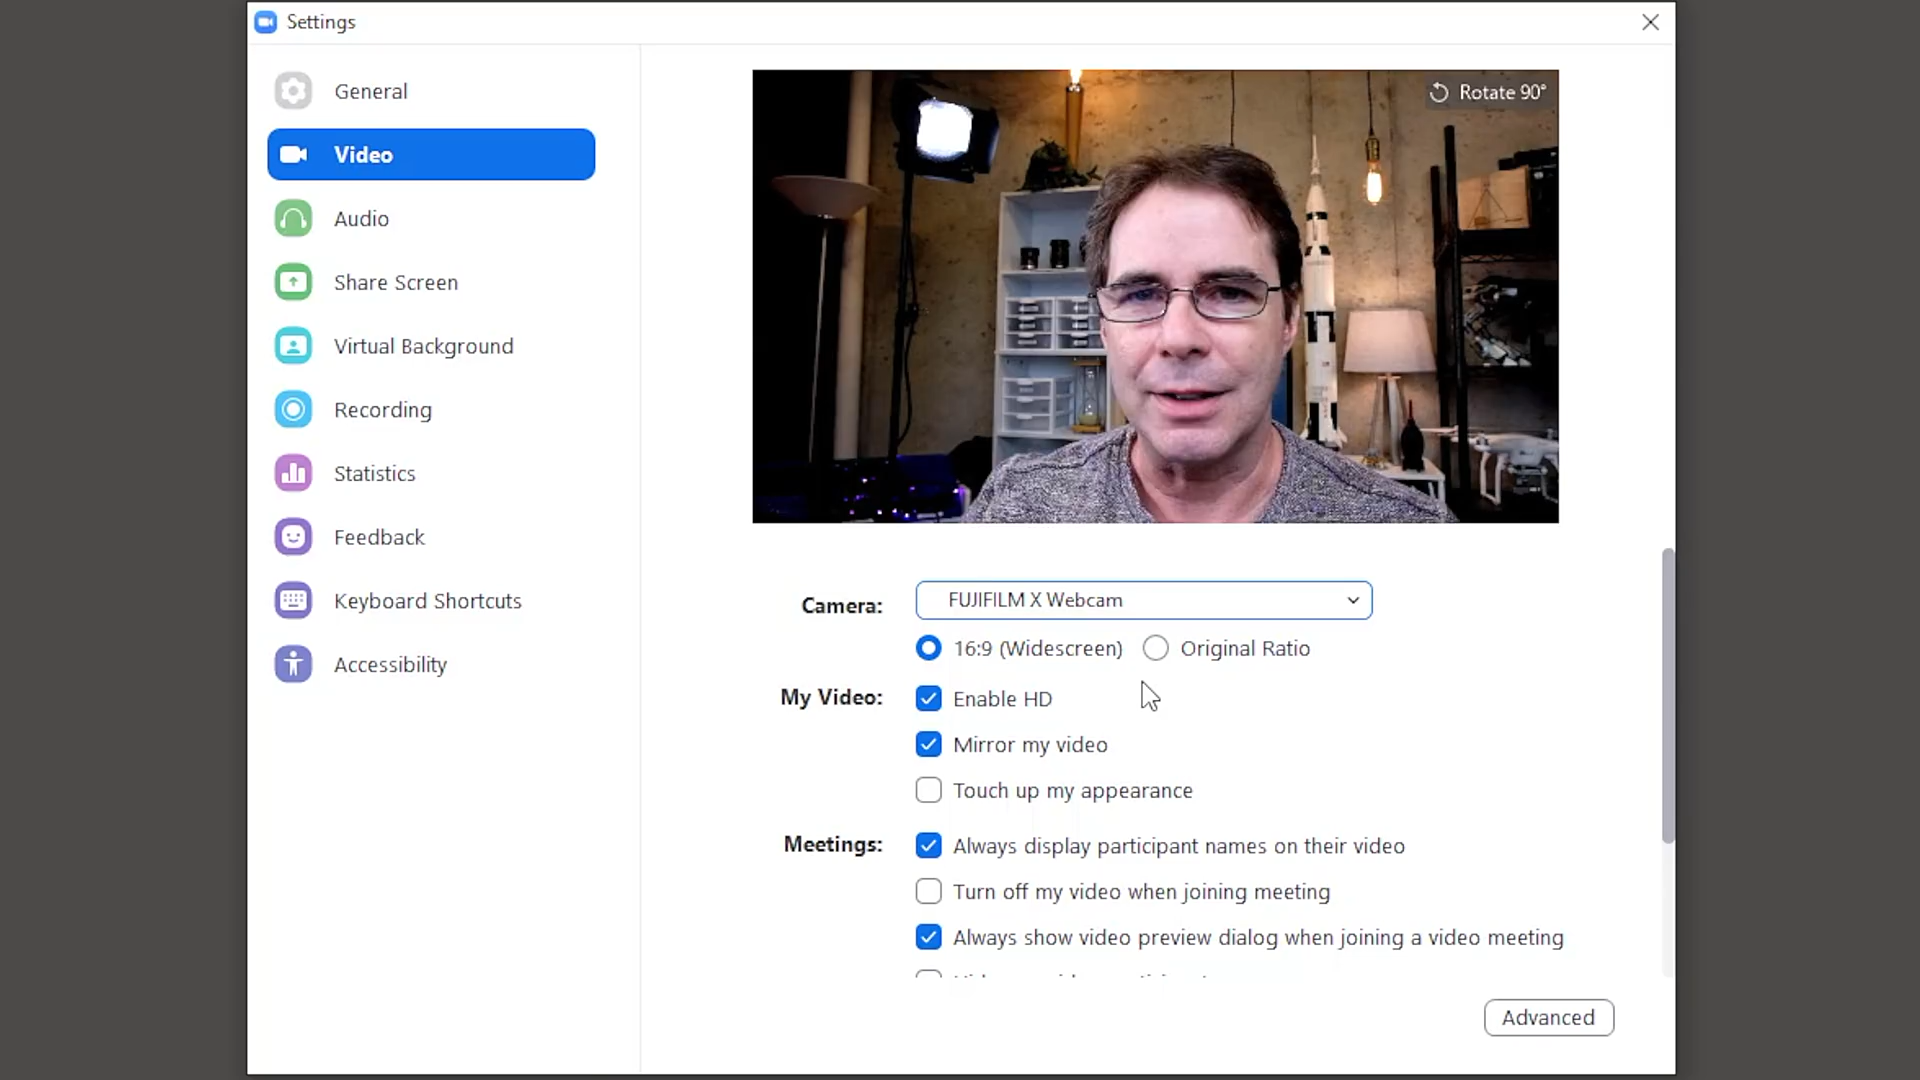 Settings
General
Video
Audio
Share Screen
Virtual Background
Recording
Statistics
Feedback
Keyboard Shortcuts
Accessibility
Rotate 90°
Camera:
FUJIFILM X Webcam
16:9 (Widescreen)
Original Ratio
My Video:
Enable HD
Mirror my video
Touch up my appearance
Meetings:
Always display participant names on their video
Turn off my video when joining meeting
Always show video preview dialog when joining a video meeting
Advanced